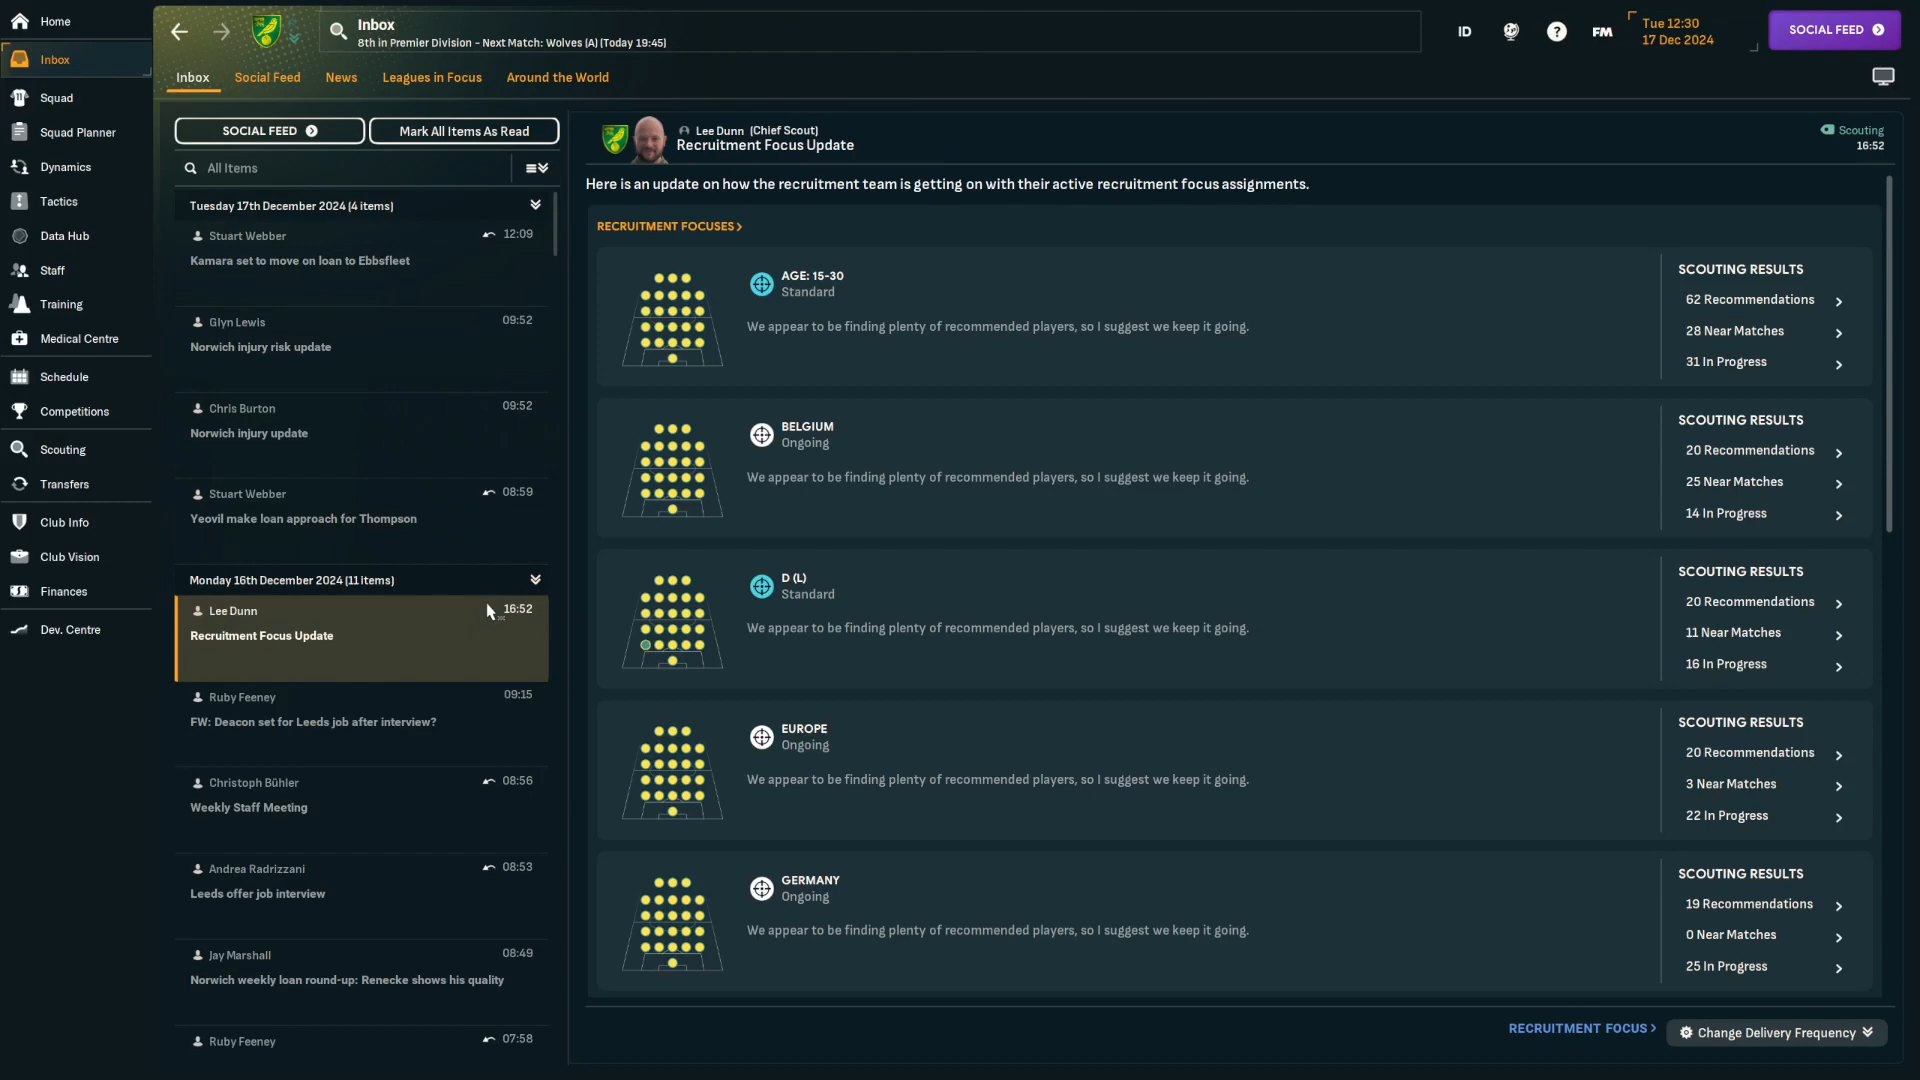 Home
Inbox
Squad
Squad Planner
Dynamics
Tactics
Data Hub
Staff
Training
Medical Centre
Schedule
Competitions
Scouting
Transfers
Club Info
Club Vision
Finances
Dev. Centre
Inbox
8th in Premier Division - Next Match: Wolves (A) (Today 19:45)
ID
FM
Tue 12:30
17 Dec 2024
SOCIAL FEED
Inbox
Social Feed
News
Leagues in Focus
Around the World
SOCIAL FEED
Mark All Items As Read
All Items
Tuesday 17th December 2024 (4 items)
Stuart Webber 12:09
Kamara set to move on loan to Ebbsfleet
Glyn Lewis 09:52
Norwich injury risk update
Chris Burton 09:52
Norwich injury update
Stuart Webber 08:59
Yeovil make loan approach for Thompson
Monday 16th December 2024 (11 items)
Lee Dunn 16:52
Recruitment Focus Update
Ruby Feeney 09:15
FW: Deacon set for Leeds job after interview?
Christoph Bühler 08:56
Weekly Staff Meeting
Andrea Radrizzani 08:53
Leeds offer job interview
Jay Marshall 08:49
Norwich weekly loan round-up: Renecke shows his quality
Ruby Feeney 07:58
Lee Dunn (Chief Scout)
Recruitment Focus Update
Scouting
16:52
Here is an update on how the recruitment team is getting on with their active recruitment focus assignments.
RECRUITMENT FOCUSES >
AGE: 15-30
Standard
We appear to be finding plenty of recommended players, so I suggest we keep it going.
SCOUTING RESULTS
62 Recommendations
28 Near Matches
31 In Progress
BELGIUM
Ongoing
We appear to be finding plenty of recommended players, so I suggest we keep it going.
SCOUTING RESULTS
20 Recommendations
25 Near Matches
14 In Progress
D (L)
Standard
We appear to be finding plenty of recommended players, so I suggest we keep it going.
SCOUTING RESULTS
20 Recommendations
11 Near Matches
16 In Progress
EUROPE
Ongoing
We appear to be finding plenty of recommended players, so I suggest we keep it going.
SCOUTING RESULTS
20 Recommendations
3 Near Matches
22 In Progress
GERMANY
Ongoing
We appear to be finding plenty of recommended players, so I suggest we keep it going.
SCOUTING RESULTS
19 Recommendations
0 Near Matches
25 In Progress
RECRUITMENT FOCUS >
Change Delivery Frequency